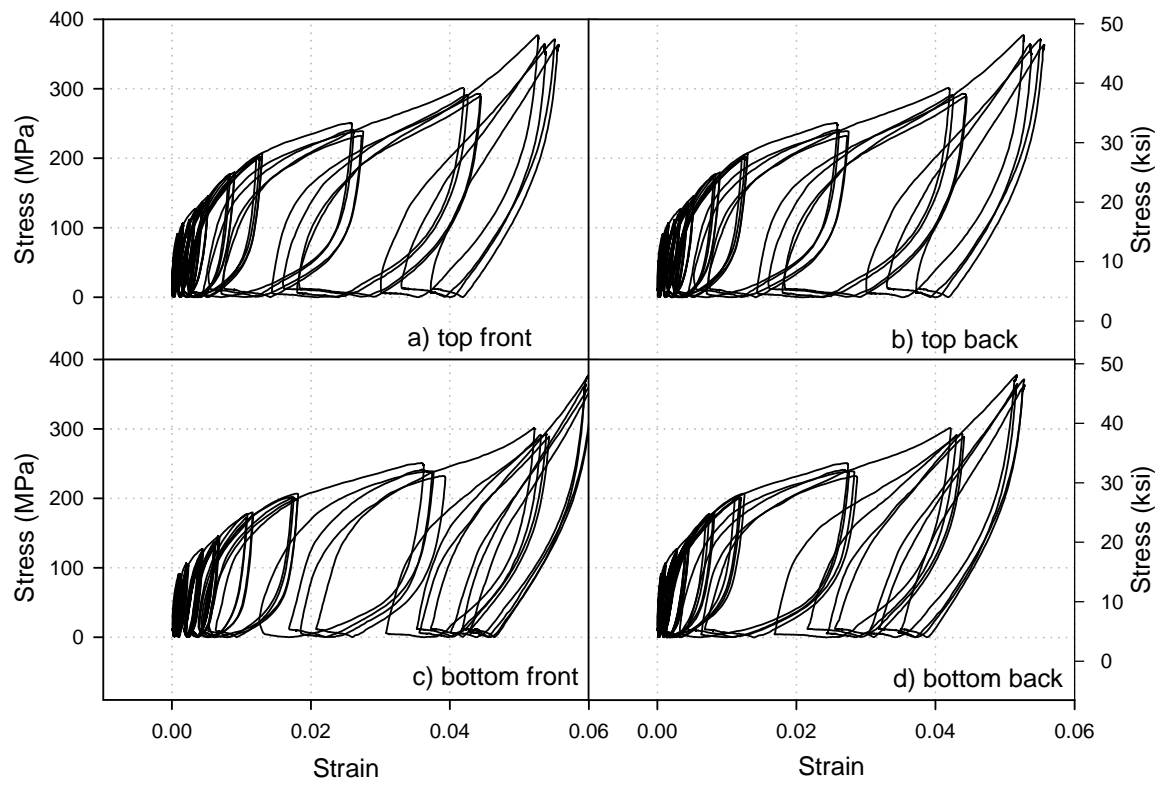 400
300
200
100
0
Stress (MPa)
a) top front
50
40
30
20
10
0
Stress (ksi)
b) top back
400
300
200
100
0
Stress (MPa)
c) bottom front
50
40
30
20
10
0
Stress (ksi)
d) bottom back
0.00 0.02 0.04 0.06 0.00 0.02 0.04 0.06
Strain Strain